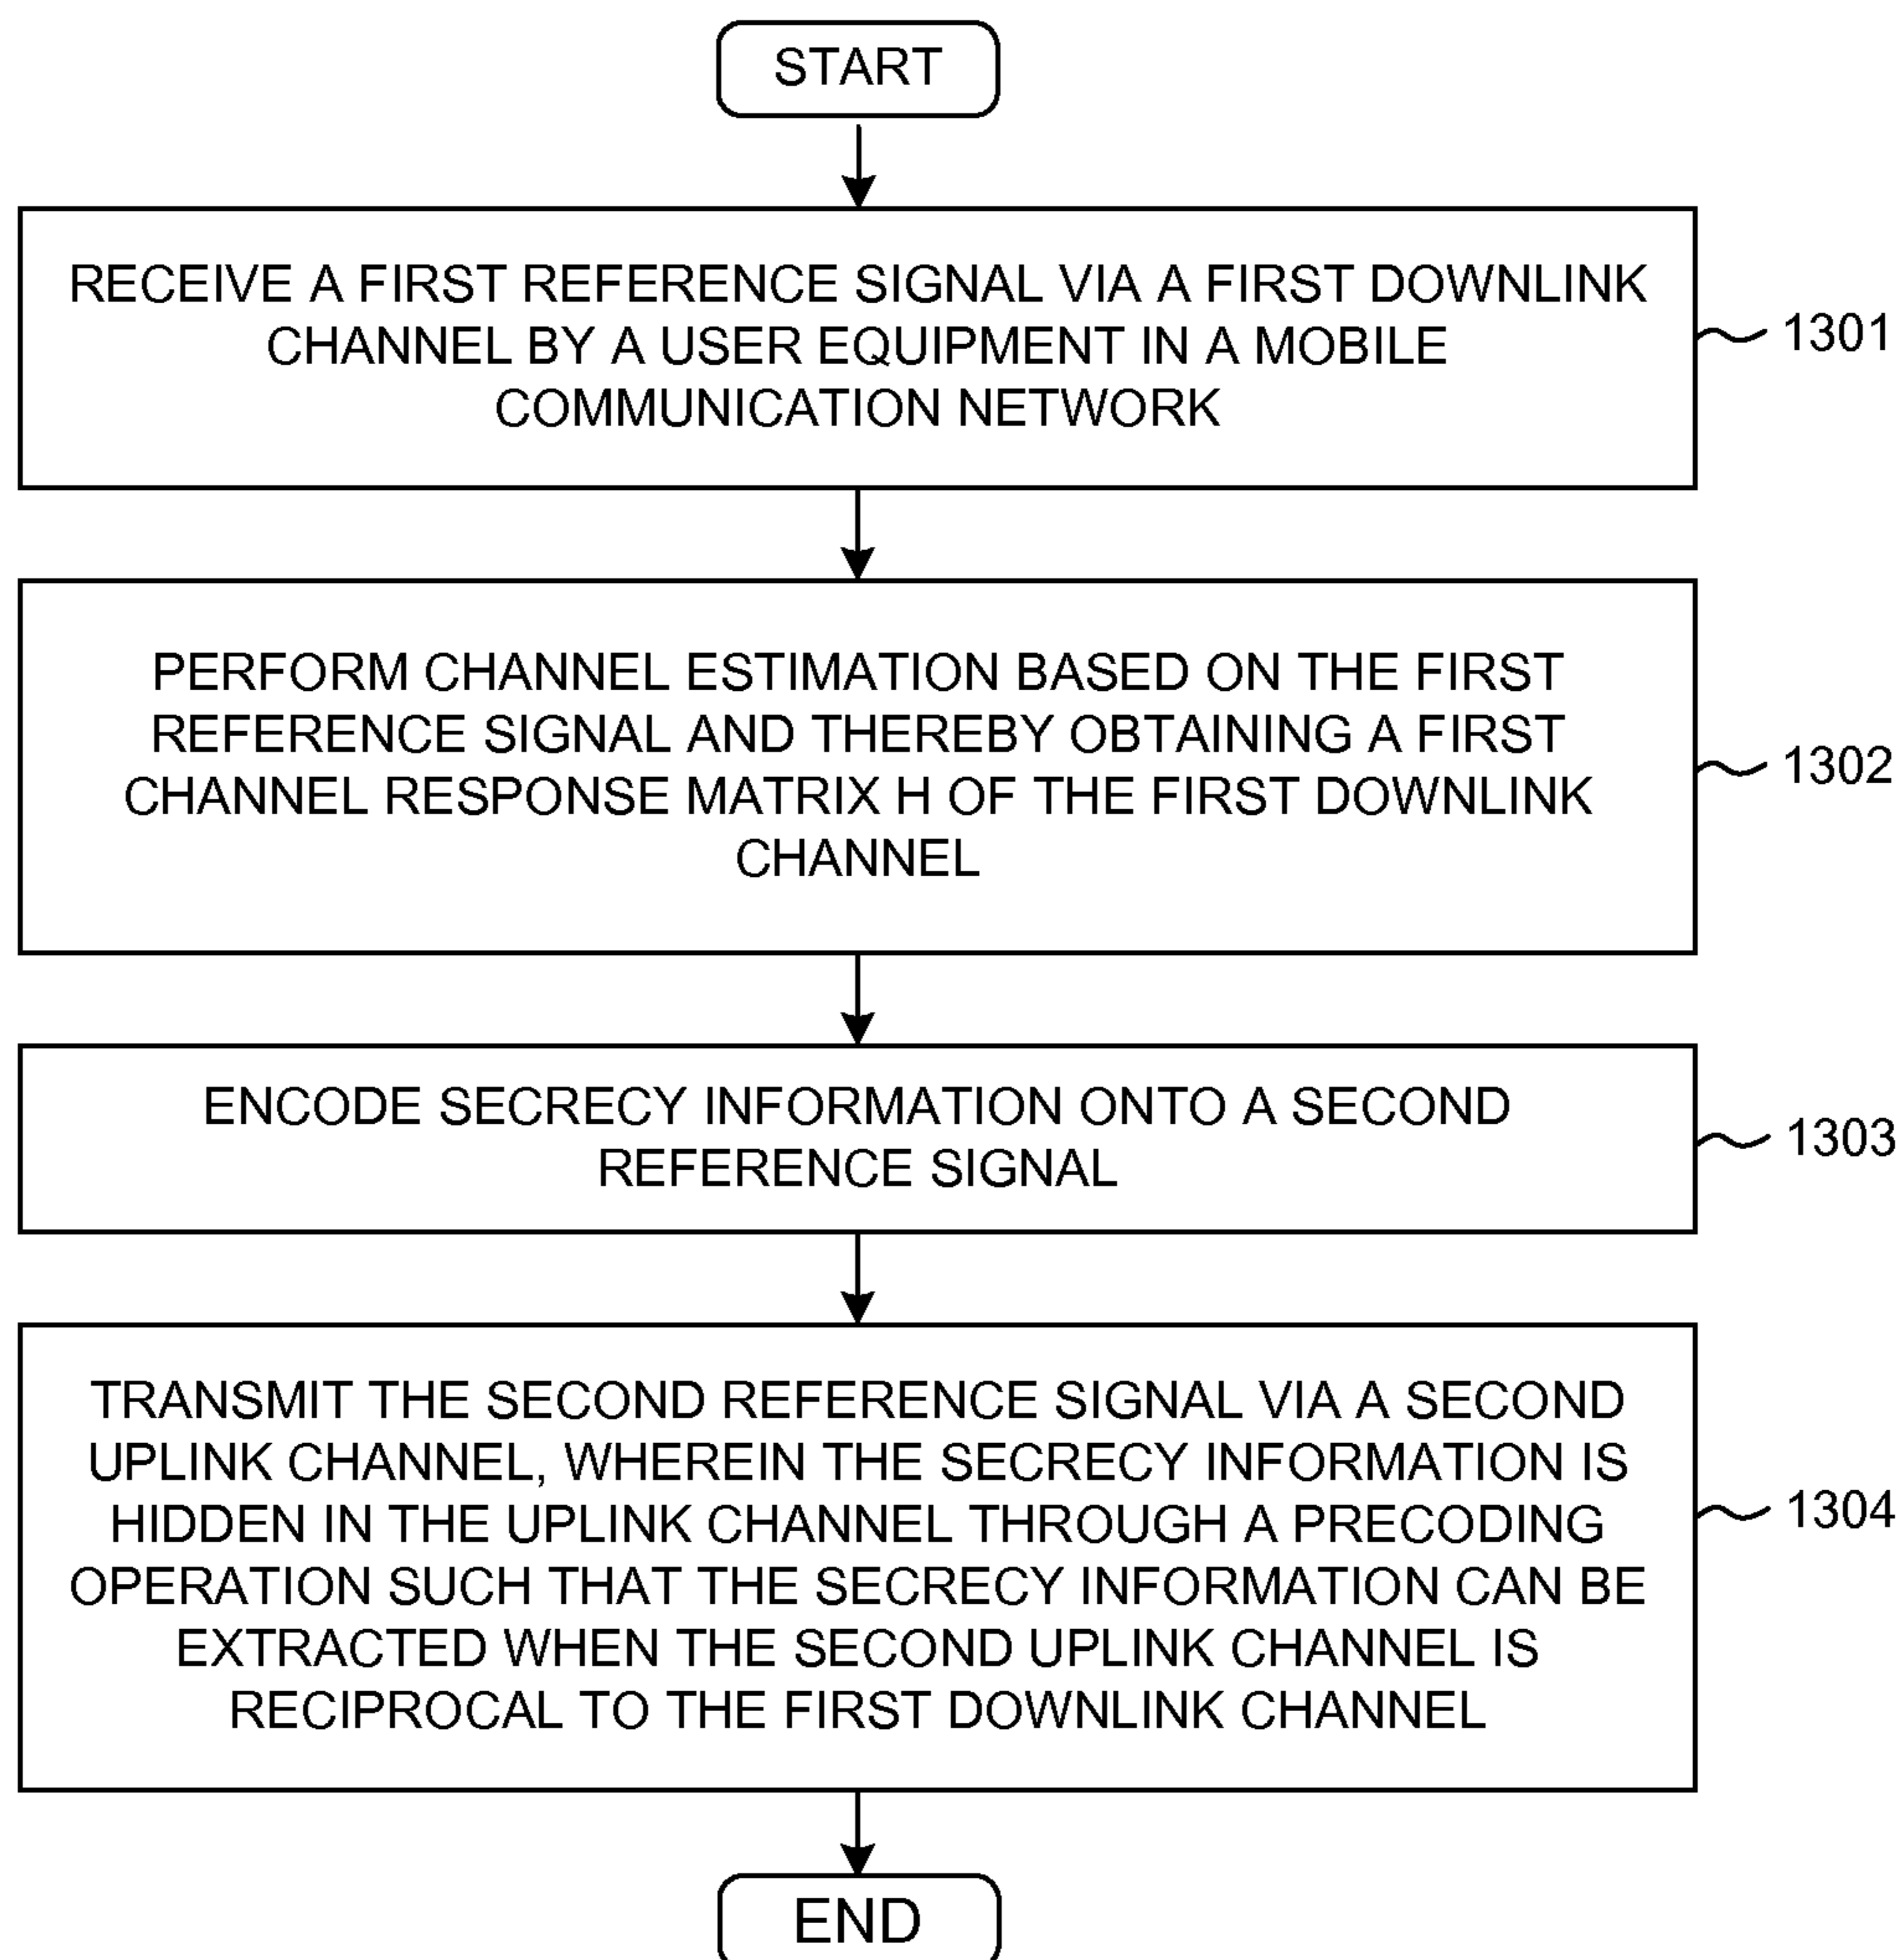 START
RECEIVE A FIRST REFERENCE SIGNAL VIA A FIRST DOWNLINK
CHANNEL BY A USER EQUIPMENT IN A MOBILE
COMMUNICATION NETWORK
1301
PERFORM CHANNEL ESTIMATION BASED ON THE FIRST
REFERENCE SIGNAL AND THEREBY OBTAINING A FIRST
CHANNEL RESPONSE MATRIX H OF THE FIRST DOWNLINK
CHANNEL
1302
ENCODE SECRECY INFORMATION ONTO A SECOND
REFERENCE SIGNAL
1303
TRANSMIT THE SECOND REFERENCE SIGNAL VIA A SECOND
UPLINK CHANNEL, WHEREIN THE SECRECY INFORMATION IS
HIDDEN IN THE UPLINK CHANNEL THROUGH A PRECODING
OPERATION SUCH THAT THE SECRECY INFORMATION CAN BE
EXTRACTED WHEN THE SECOND UPLINK CHANNEL IS
RECIPROCAL TO THE FIRST DOWNLINK CHANNEL
1304
END